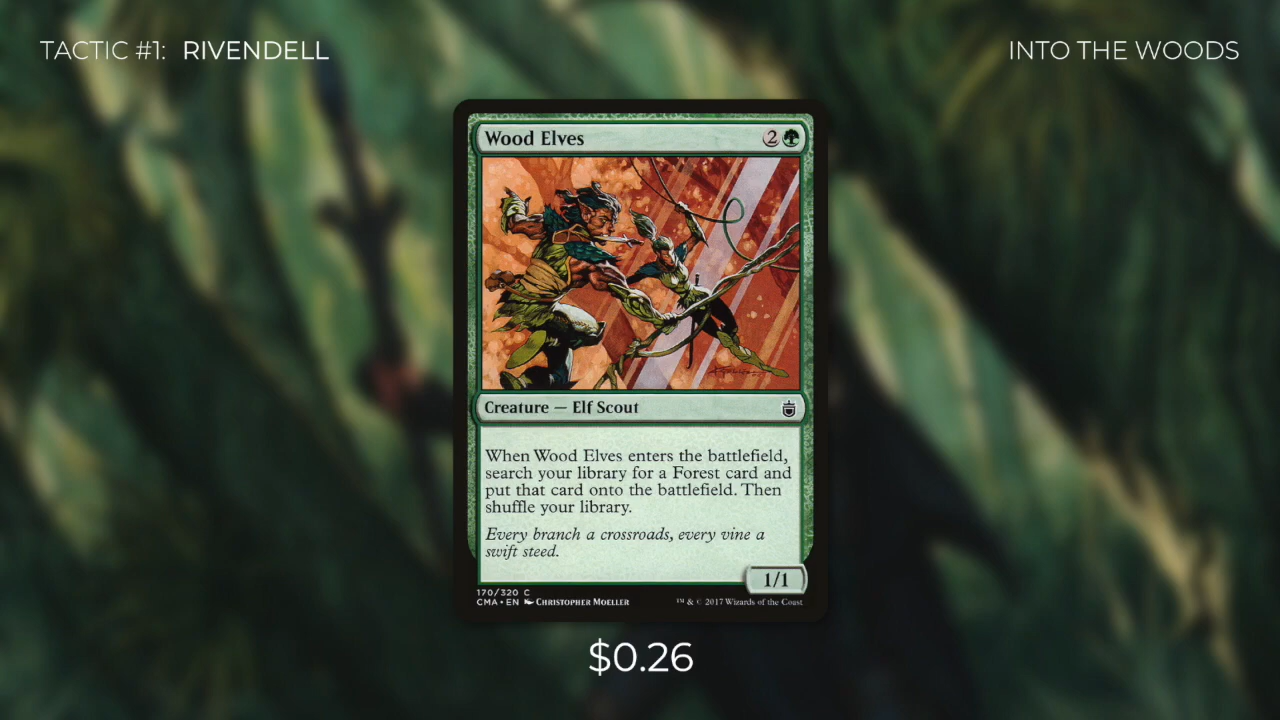 TACTIC #1: RIVENDELL
INTO THE WOODS
Wood Elves 2
Creature — Elf Scout
When Wood Elves enters the battlefield,
search your library for a Forest card and
put that card onto the battlefield. Then
shuffle your library.
Every branch a crossroads, every vine a
swift steed.
1/1
170/320 C
CMA • EN Christopher Moeller
™ & © 2017 Wizards of the Coast
$0.26